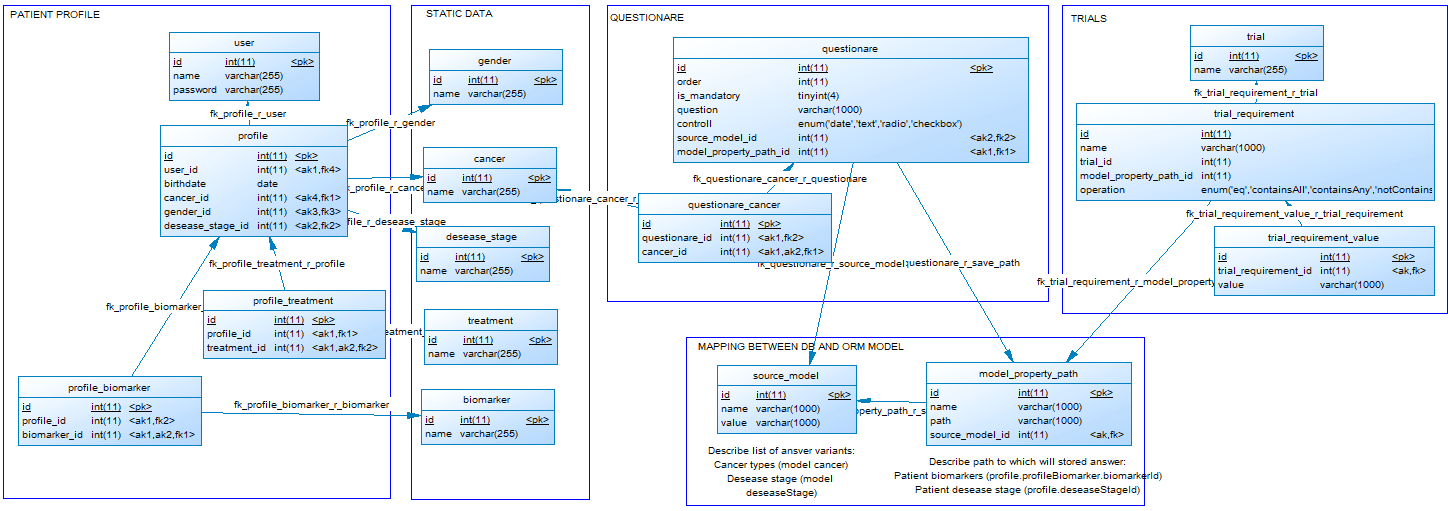 PATIENT PROFILE
user
id int(11) <pk>
name varchar(255)
password varchar(255)
fk_profile_r_user
profile
id int(11) <pk>
user_id int(11) <ak1,fk4>
birthdate date
cancer_id int(11) <ak4,fk1>
gender_id int(11) <ak3,fk3>
desease_stage_id int(11) <ak2,fk2>
fk_profile_r_gender
fk_profile_treatment_r_profile
fk_profile_biomarker_
profile_treatment
id int(11) <pk>
profile_id int(11) <ak1,fk1>
treatment_id int(11) <ak1,ak2,fk2>
profile_biomarker
id int(11) <pk>
profile_id int(11) <ak1,fk2>
biomarker_id int(11) <ak1,ak2,fk1>
fk_profile_biomarker_r_biomarker
STATIC DATA
gender
id int(11) <pk>
name varchar(255)
cancer
id int(11) <pk>
name varchar(255)
k_profile_r_cance
file_r_desease_stage
desease_stage
id int(11) <pk>
name varchar(255)
eatment_
treatment
id int(11) <pk>
name varchar(255)
biomarker
id int(11) <pk>
name varchar(255)
QUESTIONARE
questionare
id int(11) <pk>
order int(11)
is_mandatory tinyint(4)
question varchar(1000)
controll enum('date','text','radio','checkbox')
source_model_id int(11) <ak2,fk2>
model_property_path_id int(11) <ak1,fk1>
fk_questionare_cancer_r_questionare
uestionare_cancer_r_
questionare_cancer
id int(11) <pk>
questionare_id int(11) <ak1,fk2>
cancer_id int(11) <ak1,ak2,fk1>
k_questionare_r_source_model
uestionare_r_save_path
TRIALS
trial
id int(11) <pk>
name varchar(255)
fk_trial_requirement_r_trial
trial_requirement
id int(11)
name varchar(1000)
trial_id int(11)
model_property_path_id int(11)
operation enum('eq','containsAll','containsAny','notContains
fk_trial_requirement_value_r_trial_requirement
trial_requirement_value
id int(11) <pk>
trial_requirement_id int(11) <ak,fk>
value varchar(1000)
fk_trial_requirement_r_model_property
MAPPING BETWEEN DB AND ORM MODEL
source_model
id int(11) <pk>
name varchar(1000)
value varchar(1000)
operty_path_r_s
model_property_path
id int(11) <pk>
name varchar(1000)
path varchar(1000)
source_model_id int(11) <ak,fk>
Describe list of answer variants:
Cancer types (model cancer)
Desease stage (model
deseaseStage)
Describe path to which will stored answer:
Patient biomarkers (profile.profileBiomarker.biomarkerId)
Patient desease stage (profile.deseaseStageId)